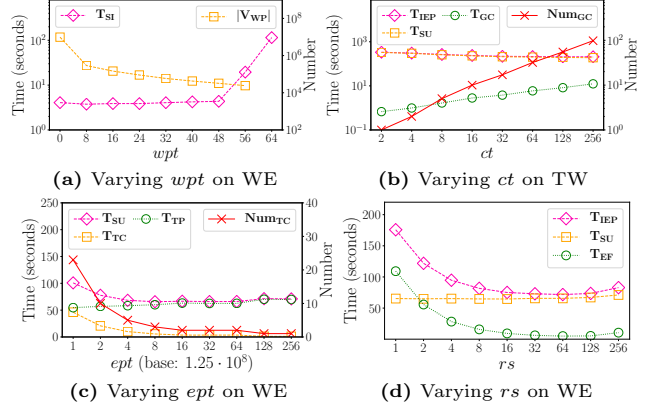 T_SI |V_WP|
10^2 10^1 10^0
Time (seconds)
10^8 10^6 10^4 10^2
Number
0 8 16 24 32 40 48 56 64
wpt
(a) Varying wpt on WE
T_IEP T_GC Num_GC
T_SU
10^3 10^1 10^-1
Time (seconds)
10^2 10^1 10^0
Number
2 4 8 16 32 64 128 256
ct
(b) Varying ct on TW
T_SU T_TP Num_TC
T_TC
250 200 150 100 50 0
Time (seconds)
40 30 20 10 0
Number
1 2 4 8 16 32 64 128 256
ept (base: 1.25 · 10^8)
(c) Varying ept on WE
T_IEP
T_SU
T_EF
200 150 100 50
Time (seconds)
1 2 4 8 16 32 64 128 256
rs
(d) Varying rs on WE